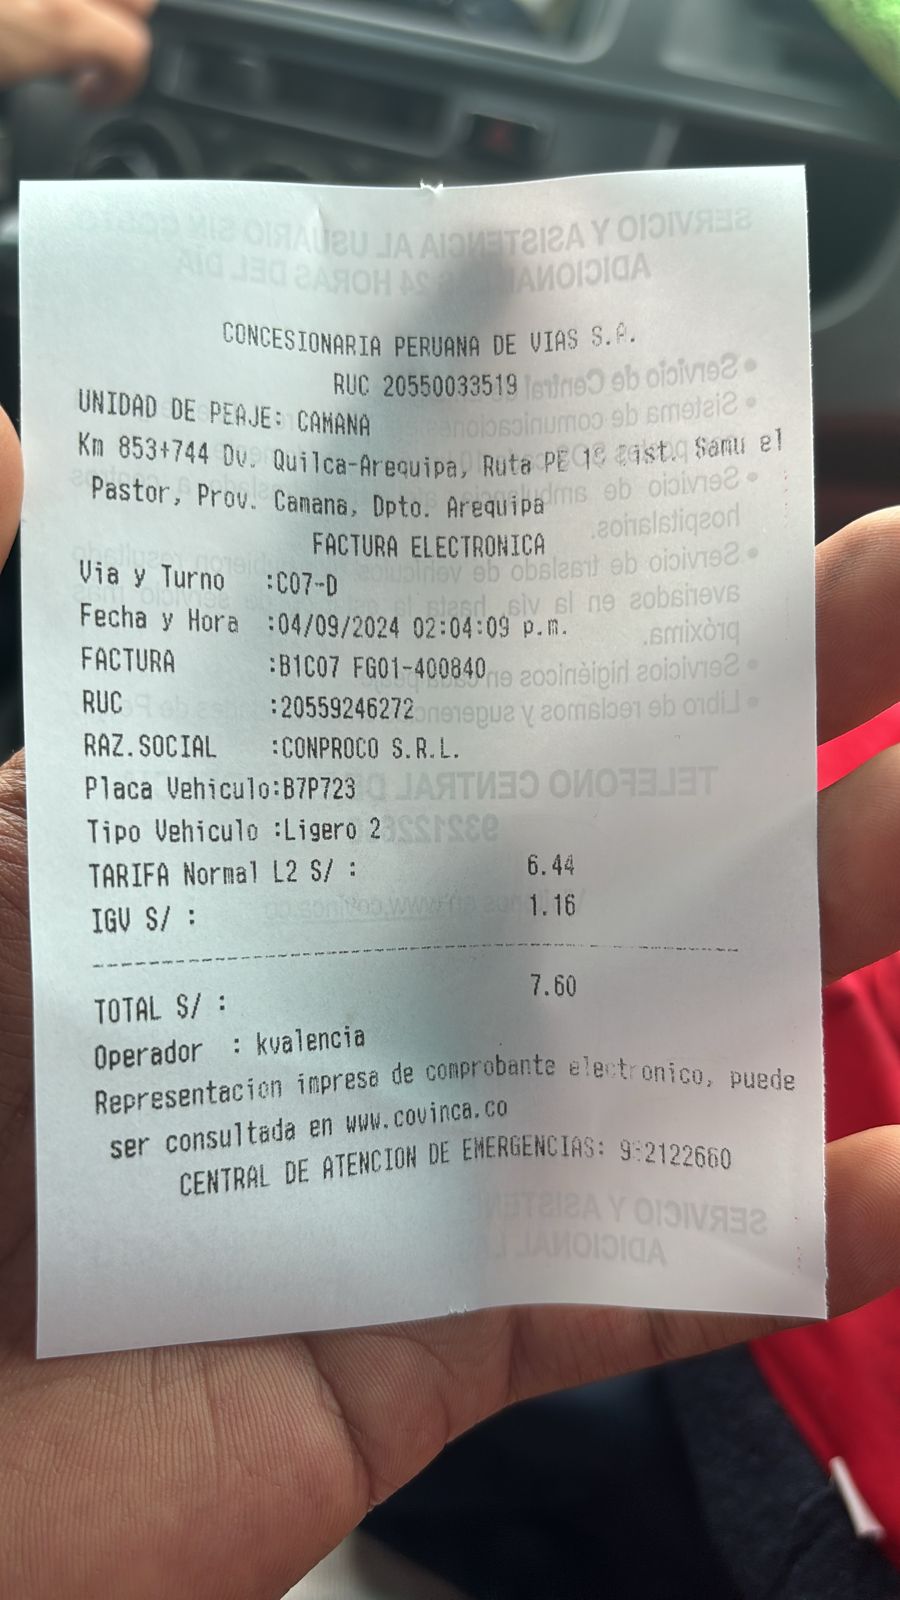 CONCESIONARIA PERUANA DE VIAS S.A.
RUC 20550033519
UNIDAD DE PEAJE: CAMANA
Km 853+744 Dv. Quilca-Arequipa, Ruta PE 1S Dist. Samu el
Pastor, Prov. Camana, Dpto. Arequipa
FACTURA ELECTRONICA
Via y Turno :C07-D
Fecha y Hora :04/09/2024 02:04:09 p.m.
FACTURA :B1C07 FG01-400840
RUC :20559246272
RAZ.SOCIAL :CONPROCO S.R.L.
Placa Vehiculo:B7P723
Tipo Vehiculo :Ligero 2
TARIFA Normal L2 S/ : 6.44
IGV S/ : 1.16
TOTAL S/ : 7.60
Operador : kvalencia
Representacion impresa de comprobante electronico, puede
ser consultada en www.covinca.co
CENTRAL DE ATENCION DE EMERGENCIAS: